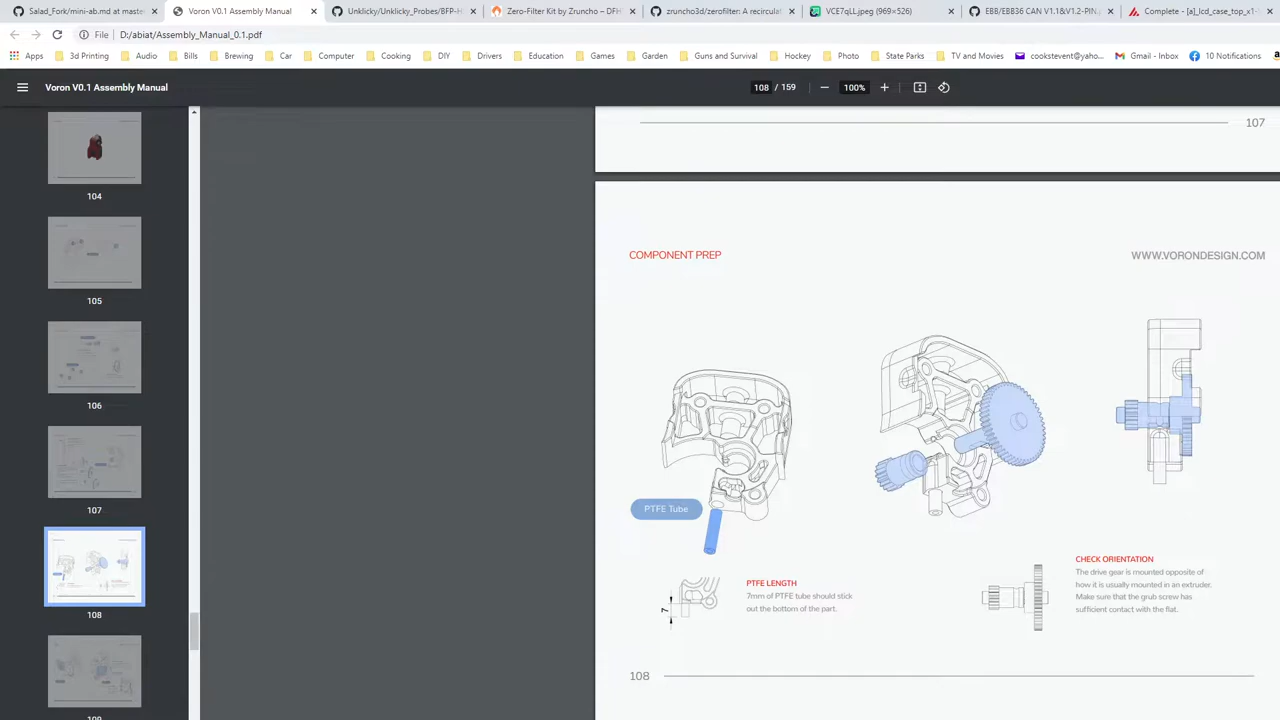 Salad_Fork/mini-ab.md at master
Voron V0.1 Assembly Manual
Unklicky/Unklicky_Probes/BFP-H
Zero-Filter Kit by Zruncho – DFH
zruncho3d/zerofilter: A recirculat
VCE7qLL.jpeg (969×526)
EBB/EBB36 CAN V1.1&V1.2-PIN.
Complete - [a]_lcd_case_top_x1-
File
D:/abiat/Assembly_Manual_0.1.pdf
Apps
3d Printing
Audio
Bills
Brewing
Car
Computer
Cooking
DIY
Drivers
Education
Games
Garden
Guns and Survival
Hockey
Photo
State Parks
TV and Movies
cookstevent@yaho...
Gmail - Inbox
10 Notifications
Voron V0.1 Assembly Manual
108 / 159
100%
104
105
106
107
108
109
107
COMPONENT PREP
WWW.VORONDESIGN.COM
PTFE Tube
7
PTFE LENGTH
7mm of PTFE tube should stick
out the bottom of the part.
CHECK ORIENTATION
The drive gear is mounted opposite of
how it is usually mounted in an extruder.
Make sure that the grub screw has
sufficient contact with the flat.
108